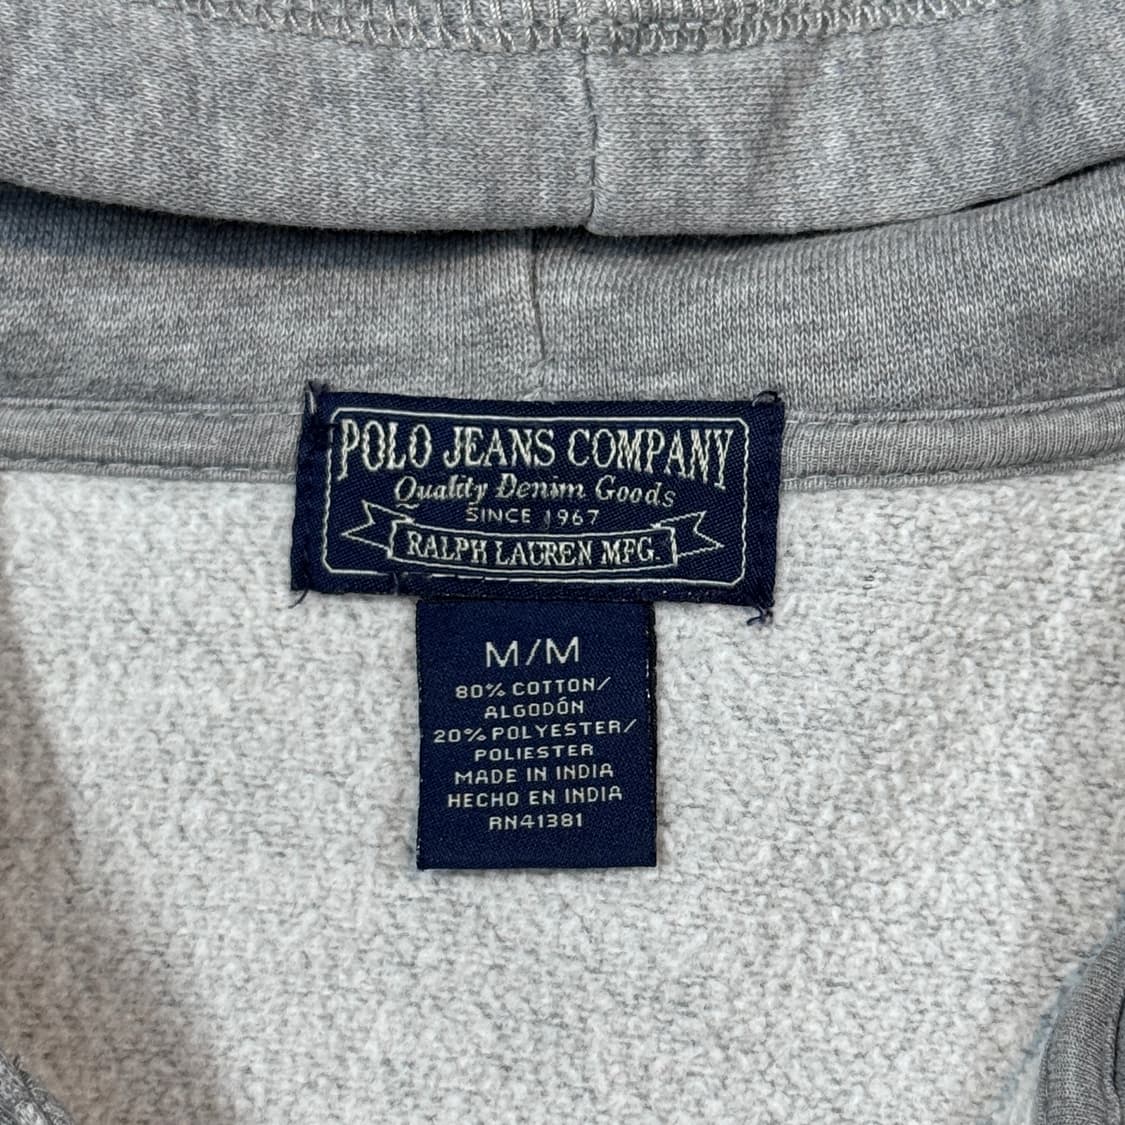 POLO JEANS COMPANY
Quality Denim Goods
SINCE 1967
RALPH LAUREN MFG.
M/M
80% COTTON/
ALGODÓN
20% POLYESTER/
POLIESTER
MADE IN INDIA
HECHO EN INDIA
RN41381